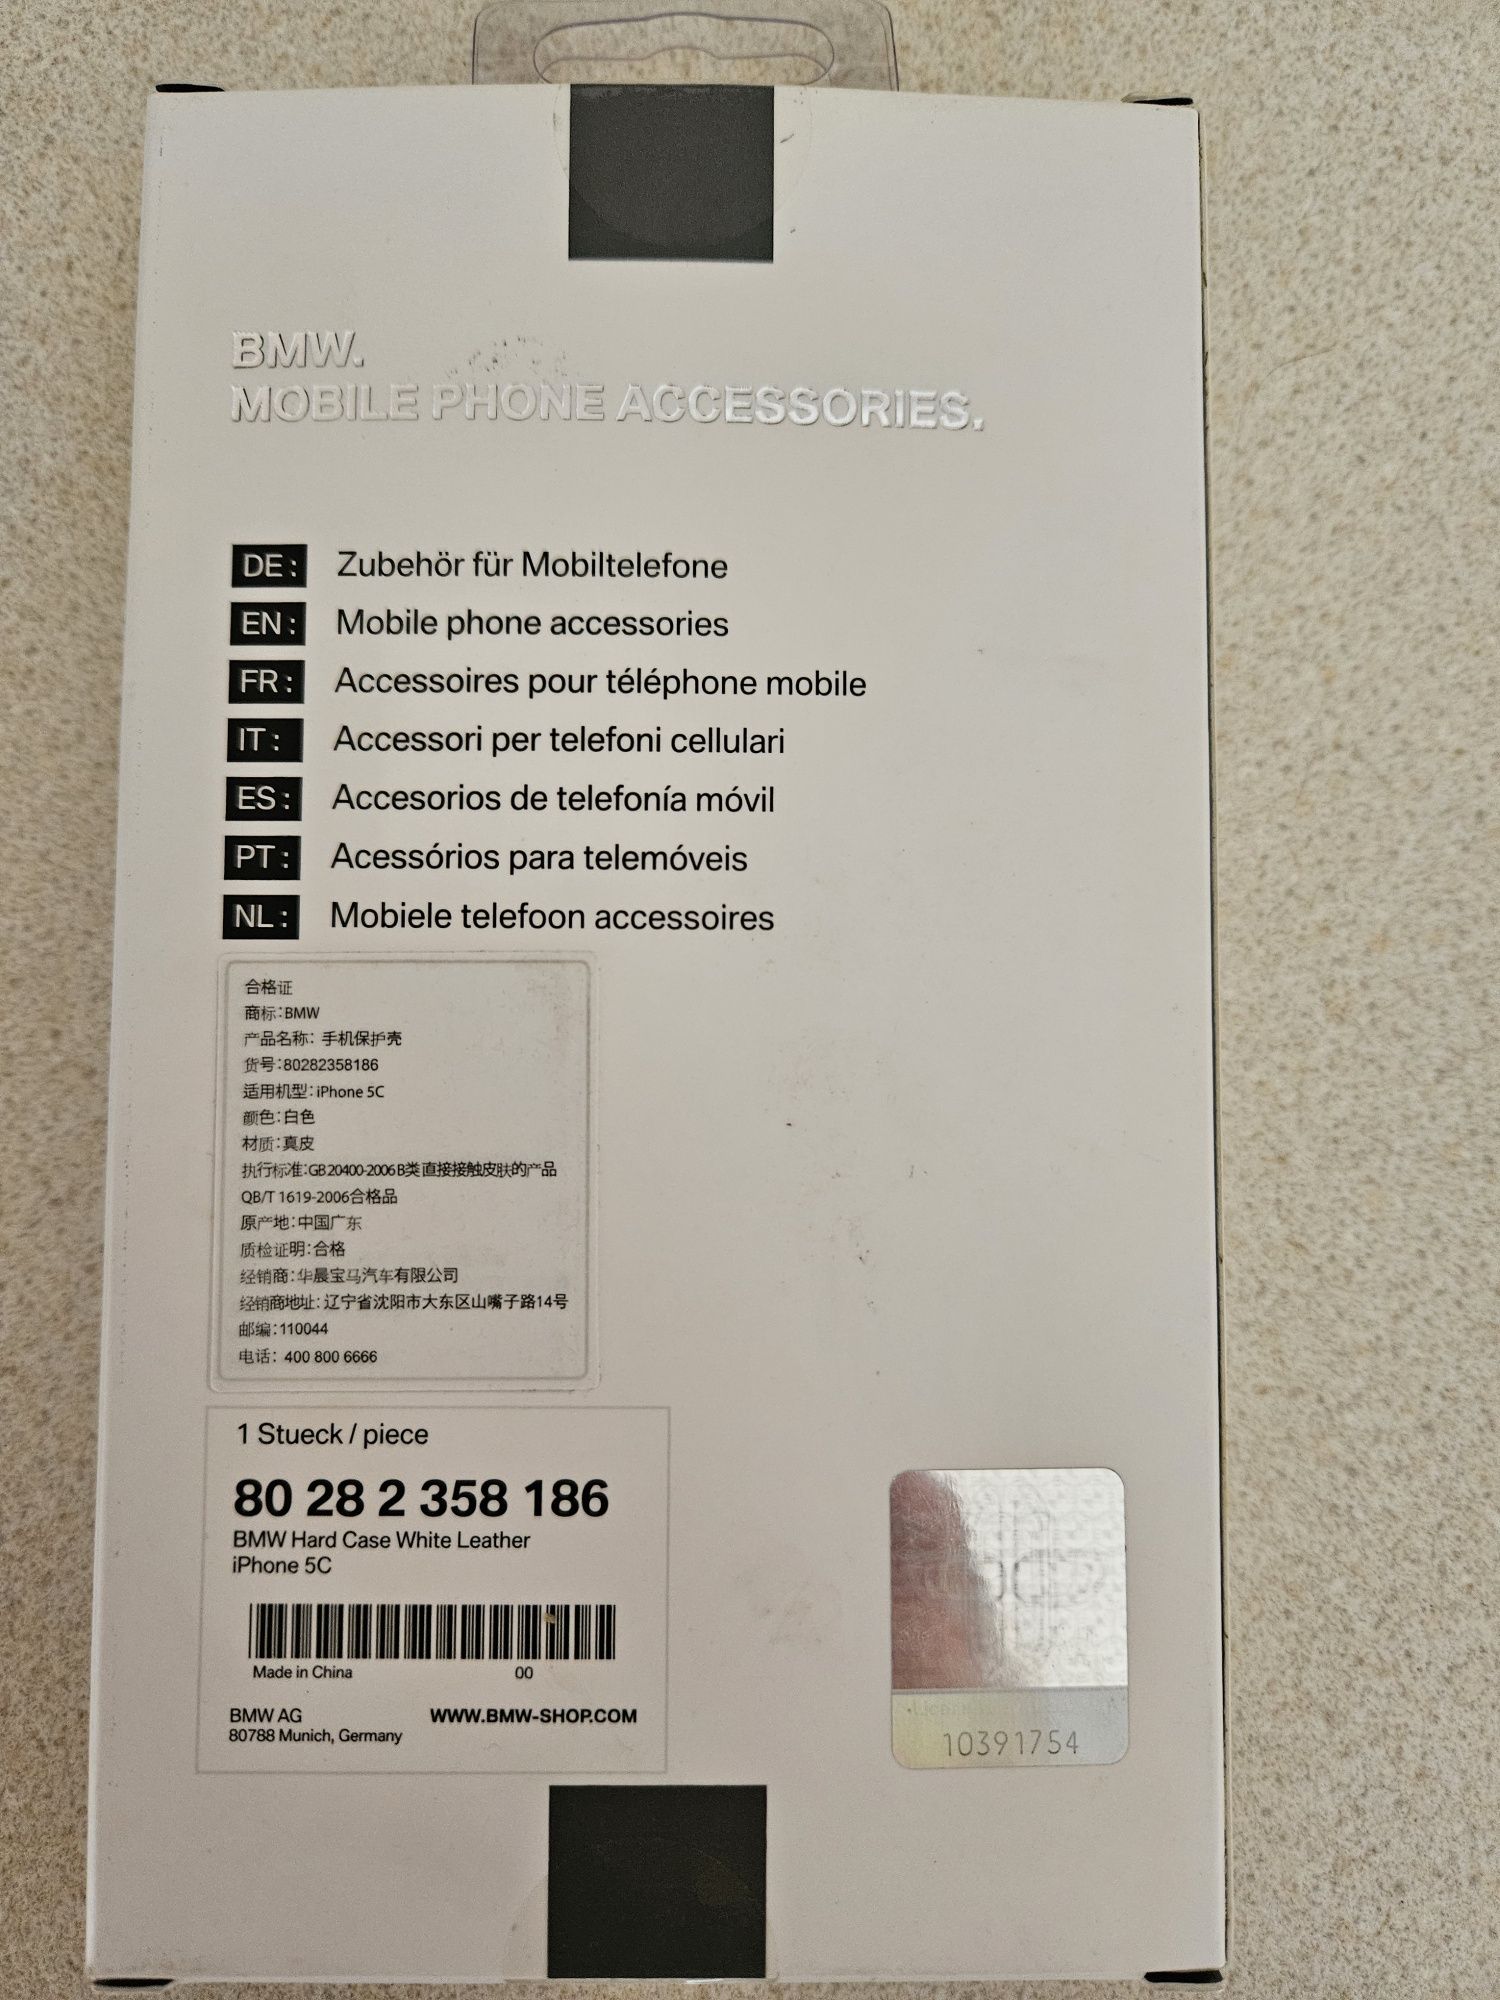 BMW.
MOBILE PHONE ACCESSORIES.
DE: Zubehör für Mobiltelefone
EN: Mobile phone accessories
FR: Accessoires pour téléphone mobile
IT: Accessori per telefoni cellulari
ES: Accesorios de telefonía móvil
PT: Acessórios para telemóveis
NL: Mobiele telefoon accessoires
合格证
商标:BMW
产品名称: 手机保护壳
货号:80282358186
适用机型:iPhone 5C
颜色:白色
材质:真皮
执行标准:GB 20400-2006 B类 直接接触皮肤的产品
QB/T 1619-2006合格品
原产地:中国广东
质检证明:合格
经销商:华晨宝马汽车有限公司
经销商地址:辽宁省沈阳市大东区山嘴子路14号
邮编:110044
电话: 400 800 6666
1 Stueck / piece
80 28 2 358 186
BMW Hard Case White Leather
iPhone 5C
Made in China 00
BMW AG WWW.BMW-SHOP.COM
80788 Munich, Germany
10391754